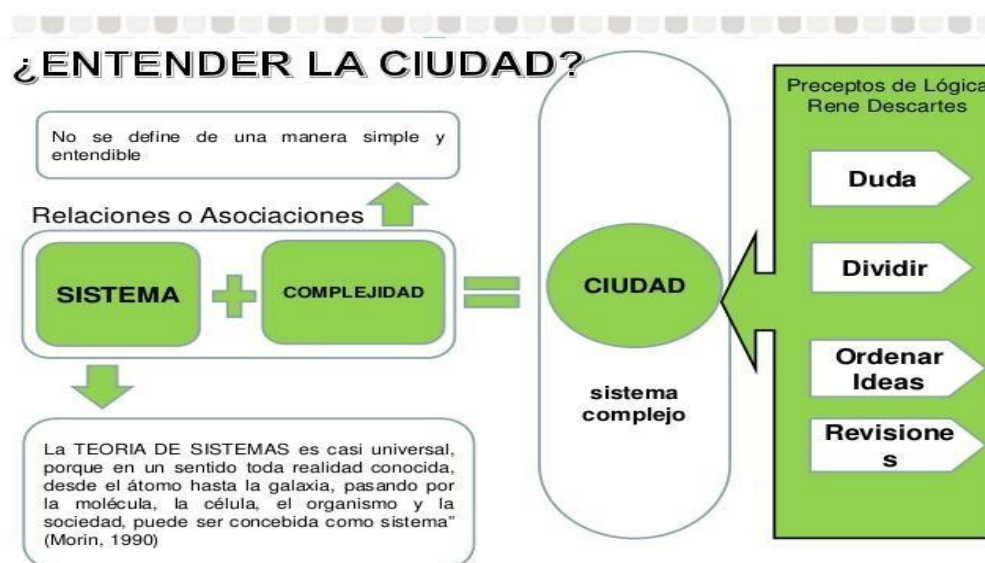 ¿ENTENDER LA CIUDAD?
No se define de una manera simple y
entendible
Relaciones o Asociaciones
SISTEMA
COMPLEJIDAD
La TEORIA DE SISTEMAS es casi universal,
porque en un sentido toda realidad conocida,
desde el átomo hasta la galaxia, pasando por
la molécula, la célula, el organismo y la
sociedad, puede ser concebida como sistema”
(Morin, 1990)
CIUDAD
sistema
complejo
Preceptos de Lógica
Rene Descartes
Duda
Dividir
Ordenar
Ideas
Revisione
s